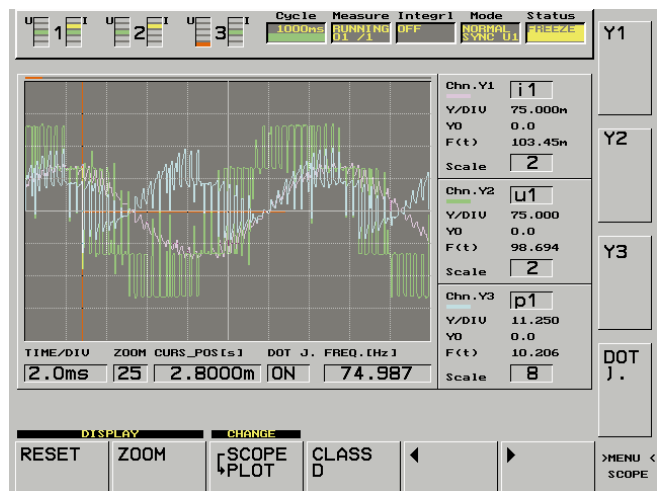 Cycle Measure Integrl Mode Status
U 1 I U 2 I U 3 I 1000ms RUNNING OFF NORMAL FREEZE
01 /1 SYNC U1
Y1
Chn.Y1 i1
Y/DIV 75.000m
Y0 0.0
F(t) 103.45m
Scale 2
Y2
Chn.Y2 u1
Y/DIV 75.000
Y0 0.0
F(t) 98.694
Scale 2
Y3
Chn.Y3 p1
Y/DIV 11.250
Y0 0.0
F(t) 10.206
Scale 8
TIME/DIV ZOOM CURS_POS[s] DOT J. FREQ.[Hz]
2.0ms 25 2.8000m ON 74.987
DOT
J.
DISPLAY CHANGE
RESET ZOOM SCOPE CLASS
PLOT D
>MENU <
SCOPE